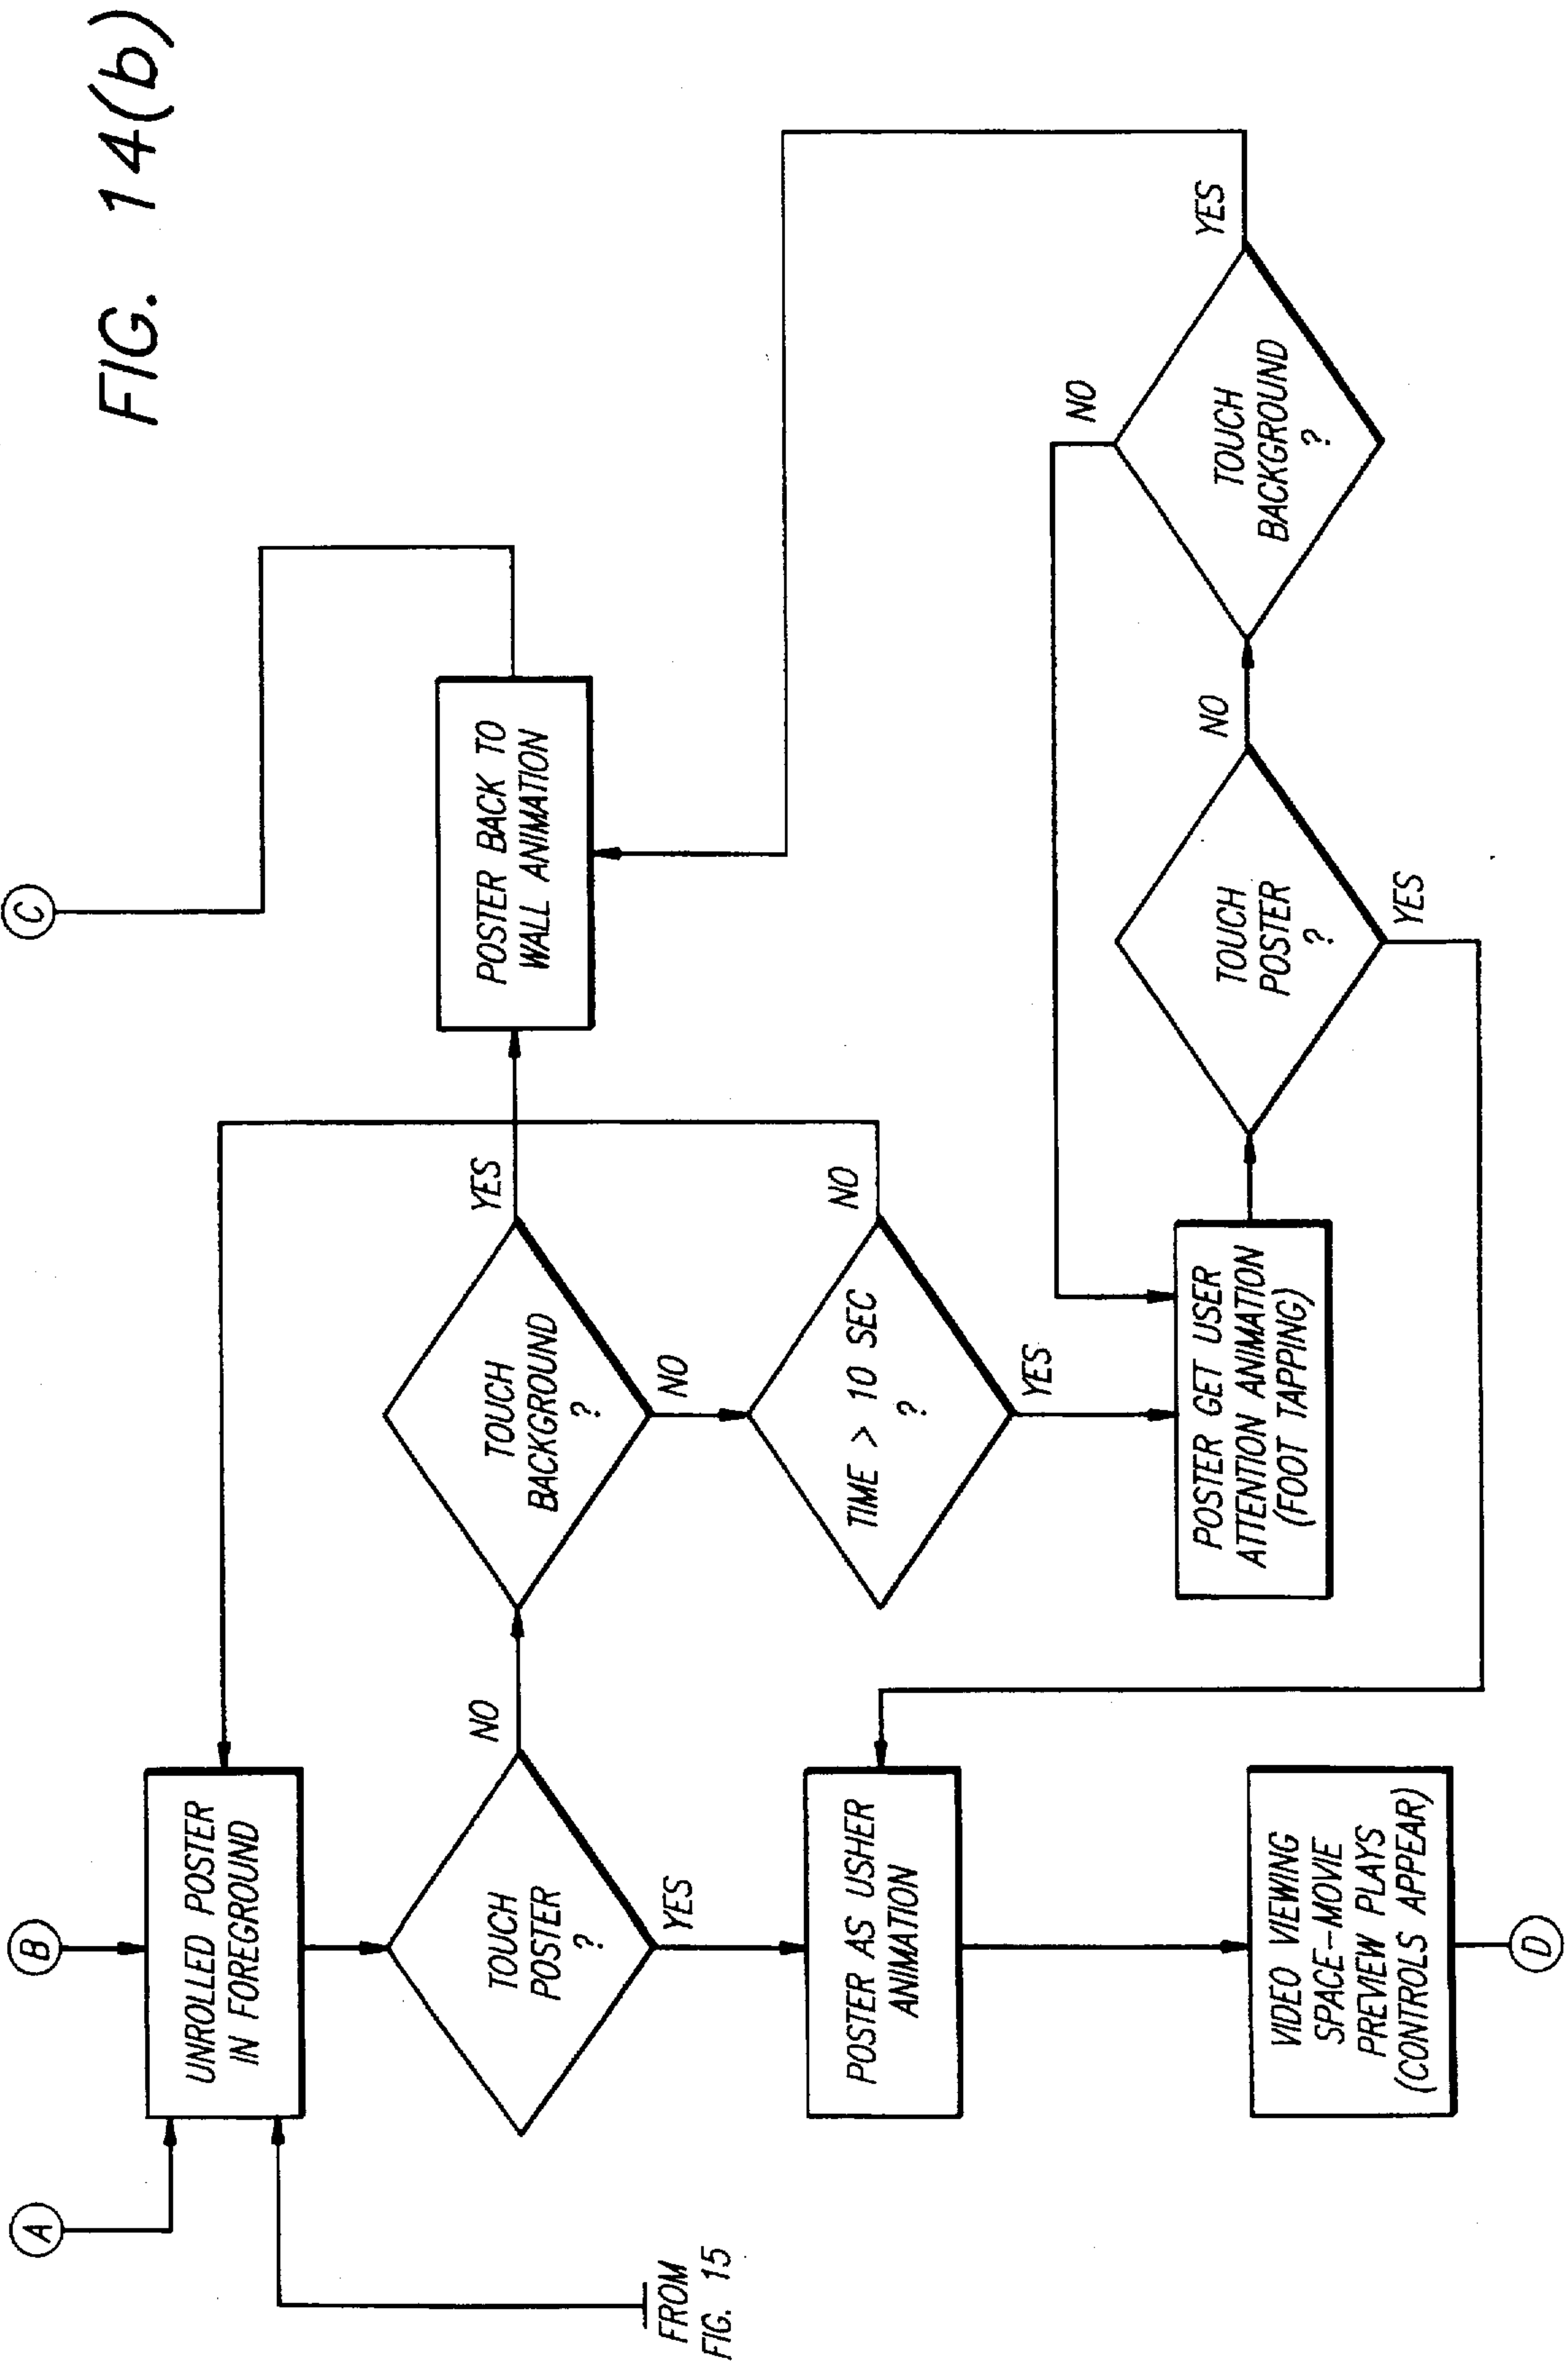 FIG. 14(b)
A
B
C
FROM
FIG. 15
UNROLLED POSTER
IN FOREGROUND
TOUCH
POSTER
?
NO
YES
TOUCH
BACKGROUND
?
YES
NO
POSTER BACK TO
WALL ANIMATION
TIME > 10 SEC
?
NO
YES
POSTER AS USHER
ANIMATION
POSTER GET USER
ATTENTION ANIMATION
(FOOT TAPPING)
TOUCH
POSTER
?
NO
YES
TOUCH
BACKGROUND
?
NO
YES
VIDEO VIEWING
SPACE-MOVIE
PREVIEW PLAYS
(CONTROLS APPEAR)
D